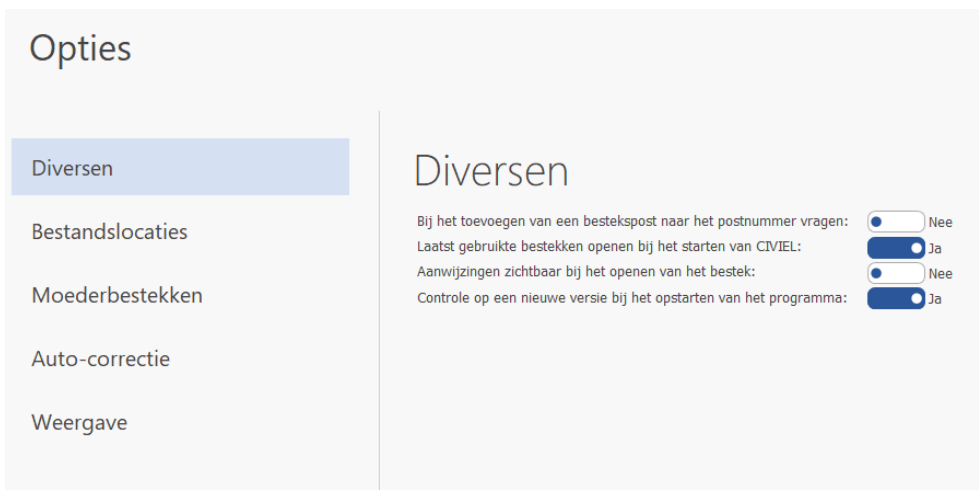 Opties
Diversen
Bestandslocaties
Moederbestekken
Auto-correctie
Weergave
Diversen
Bij het toevoegen van een bestekspost naar het postnummer vragen: Nee
Laatst gebruikte bestekken openen bij het starten van CIVIEL: Ja
Aanwijzingen zichtbaar bij het openen van het bestek: Nee
Controle op een nieuwe versie bij het opstarten van het programma: Ja